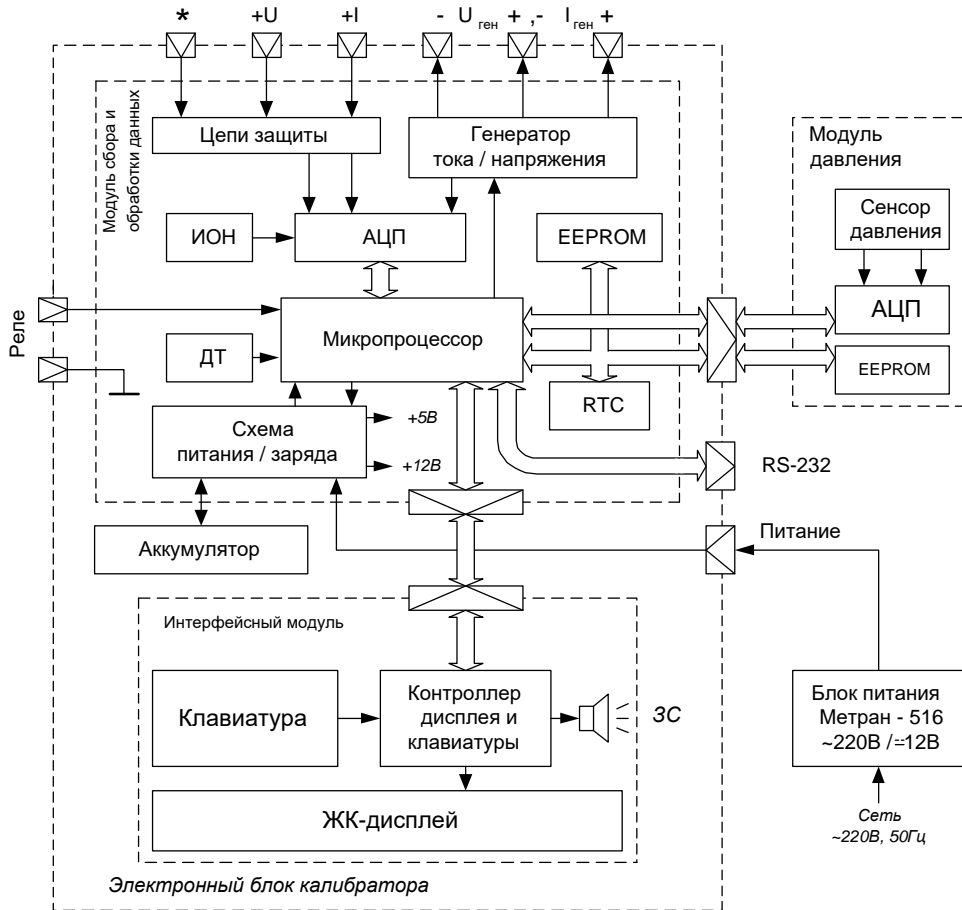 * +U +I - U ген + ,- I ген +
Модуль сбора и
обработки данных
Цепи защиты
Генератор
тока / напряжения
Модуль
давления
Сенсор
давления
ИОН
АЦП
EEPROM
АЦП
Реле
Микропроцессор
ДТ
EEPROM
RTC
Схема
питания / заряда
+5В
+12В
RS-232
Аккумулятор
Питание
Интерфейсный модуль
Клавиатура
Контроллер
дисплея и
клавиатуры
ЗС
Блок питания
Метран - 516
~220В /=12В
ЖК-дисплей
Сеть
~220В, 50Гц
Электронный блок калибратора